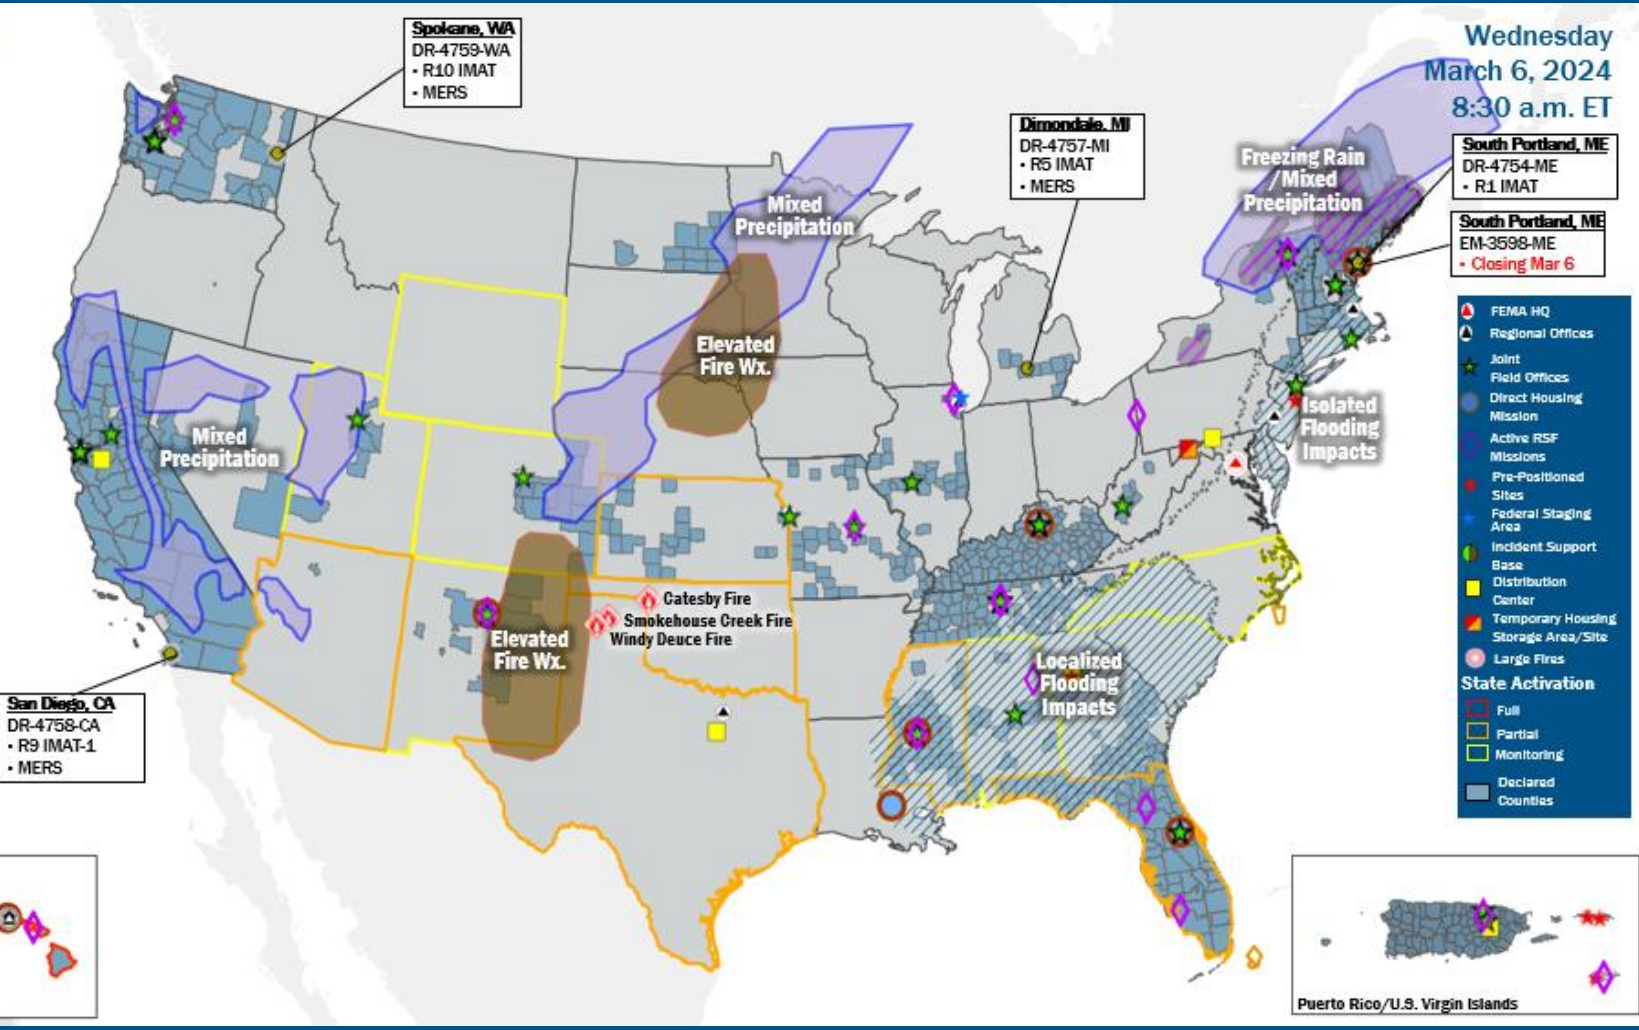 Wednesday
March 6, 2024
8:30 a.m. ET
Spokane, WA
DR-4759-WA
• R10 IMAT
• MERS
Dimondale, MI
DR-4757-MI
• R5 IMAT
• MERS
South Portland, ME
DR-4754-ME
• R1 IMAT
South Portland, ME
EM-3598-ME
• Closing Mar 6
San Diego, CA
DR-4758-CA
• R9 IMAT-1
• MERS
Freezing Rain
/Mixed
Precipitation
Mixed
Precipitation
Elevated
Fire Wx.
Mixed
Precipitation
Isolated
Flooding
Impacts
Catesby Fire
Smokehouse Creek Fire
Windy Deuce Fire
Elevated
Fire Wx.
Localized
Flooding
Impacts
FEMA HQ
Regional Offices
Joint
Field Offices
Direct Housing
Mission
Active RSF
Missions
Pre-Positioned
Sites
Federal Staging
Area
Incident Support
Base
Distribution
Center
Temporary Housing
Storage Area/Site
Large Fires
State Activation
Full
Partial
Monitoring
Declared
Counties
Puerto Rico/U.S. Virgin Islands